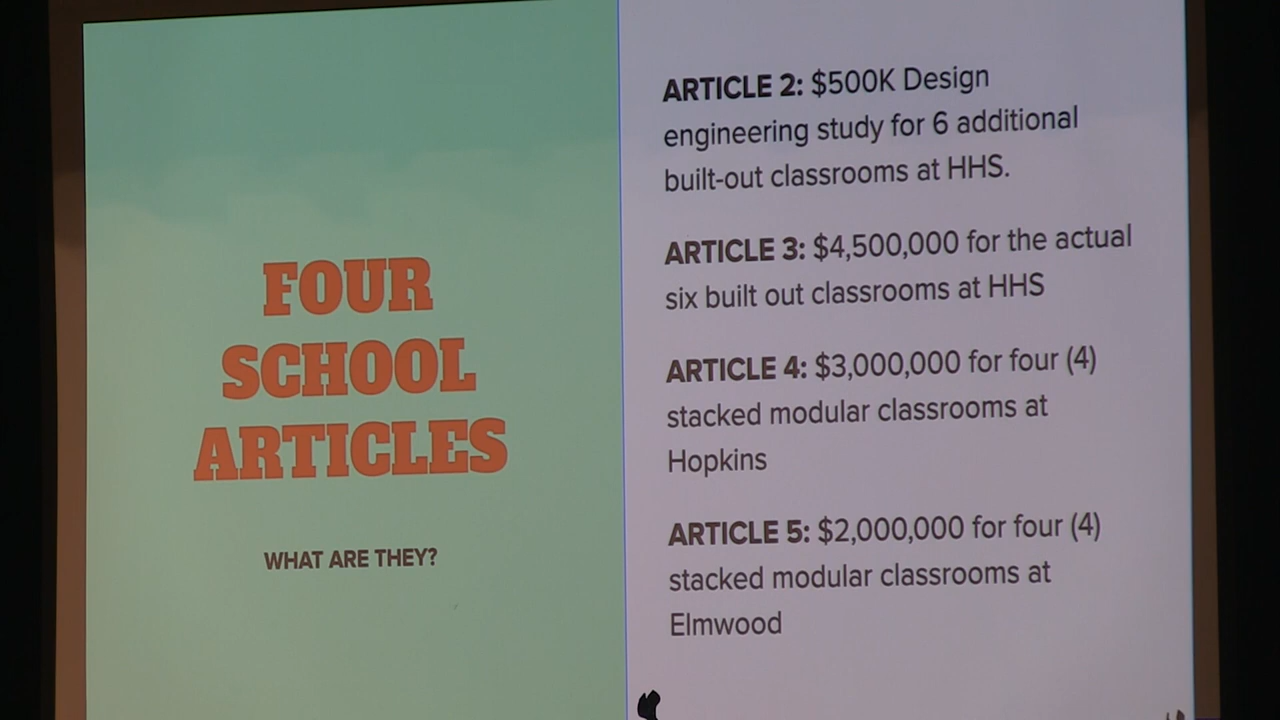 FOUR
SCHOOL
ARTICLES
WHAT ARE THEY?
ARTICLE 2: $500K Design
engineering study for 6 additional
built-out classrooms at HHS.
ARTICLE 3: $4,500,000 for the actual
six built out classrooms at HHS
ARTICLE 4: $3,000,000 for four (4)
stacked modular classrooms at
Hopkins
ARTICLE 5: $2,000,000 for four (4)
stacked modular classrooms at
Elmwood